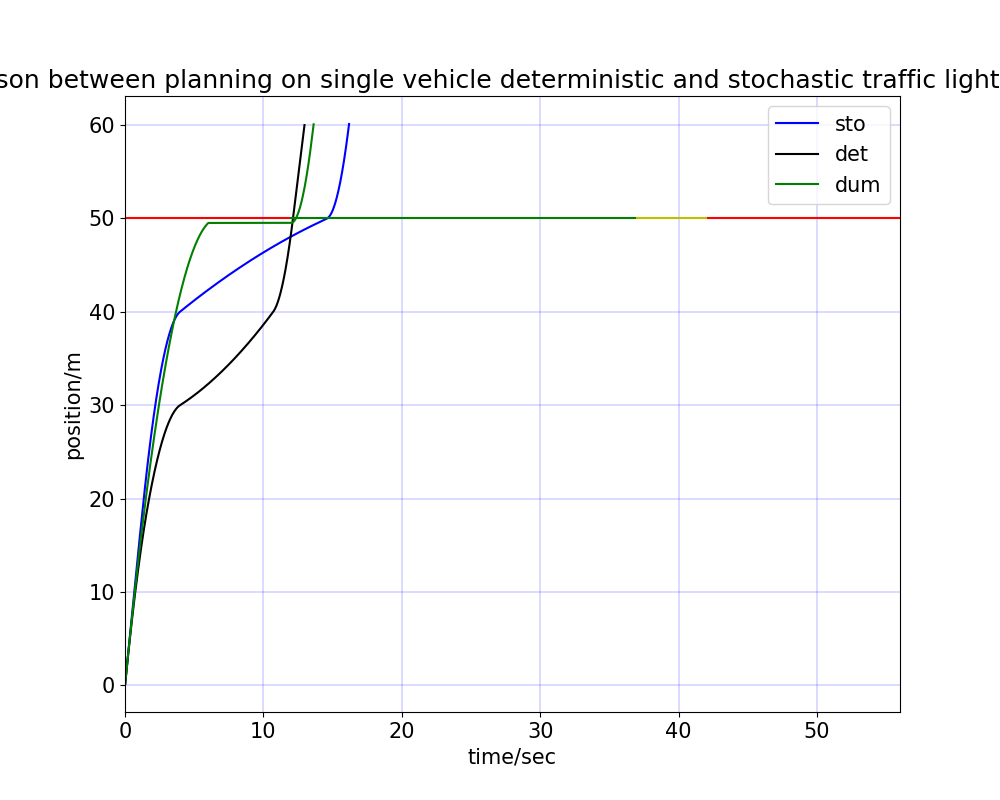 son between planning on single vehicle deterministic and stochastic traffic light
sto
det
dum
60
50
40
30
20
10
0
position/m
0 10 20 30 40 50
time/sec